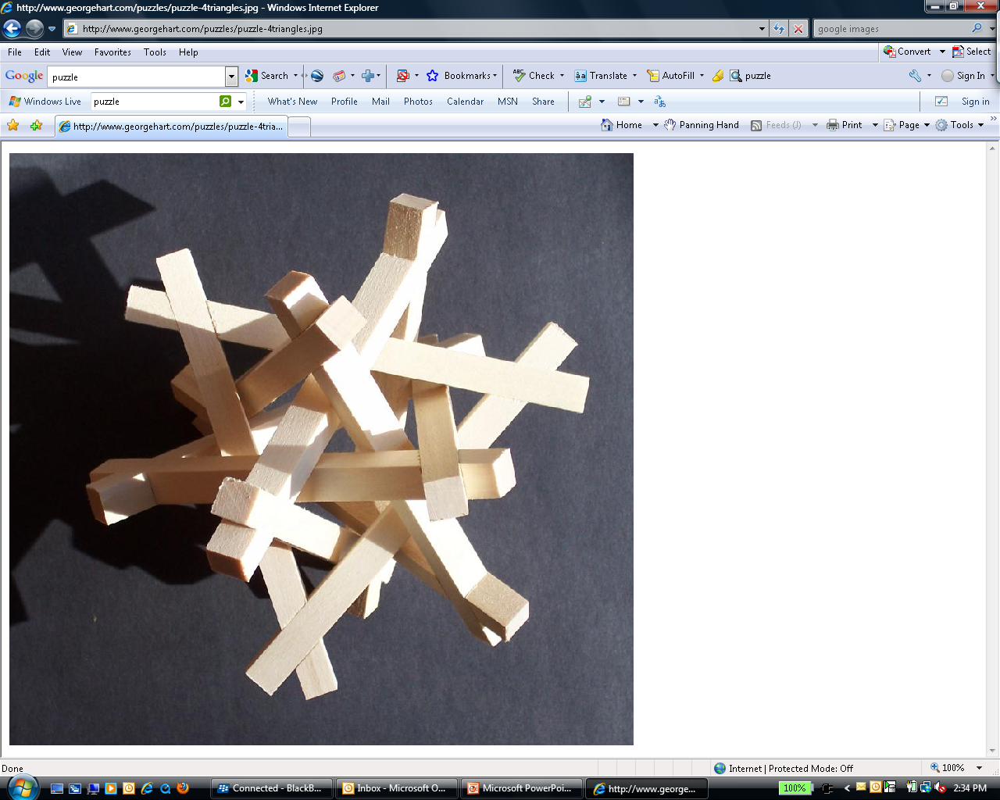 http://www.georgehart.com/puzzles/puzzle-4triangles.jpg - Windows Internet Explorer
http://www.georgehart.com/puzzles/puzzle-4triangles.jpg
google images
File Edit View Favorites Tools Help
Convert Select
Google puzzle Search Bookmarks ABC Check Translate AutoFill puzzle Sign In
Windows Live puzzle What's New Profile Mail Photos Calendar MSN Share Sign in
http://www.georgehart.com/puzzles/puzzle-4tria... Home Panning Hand Feeds (J) Print Page Tools
Done Internet | Protected Mode: Off 100%
Connected - BlackB... Inbox - Microsoft O... Microsoft PowerPoi... http://www.george... 100% 2:34 PM